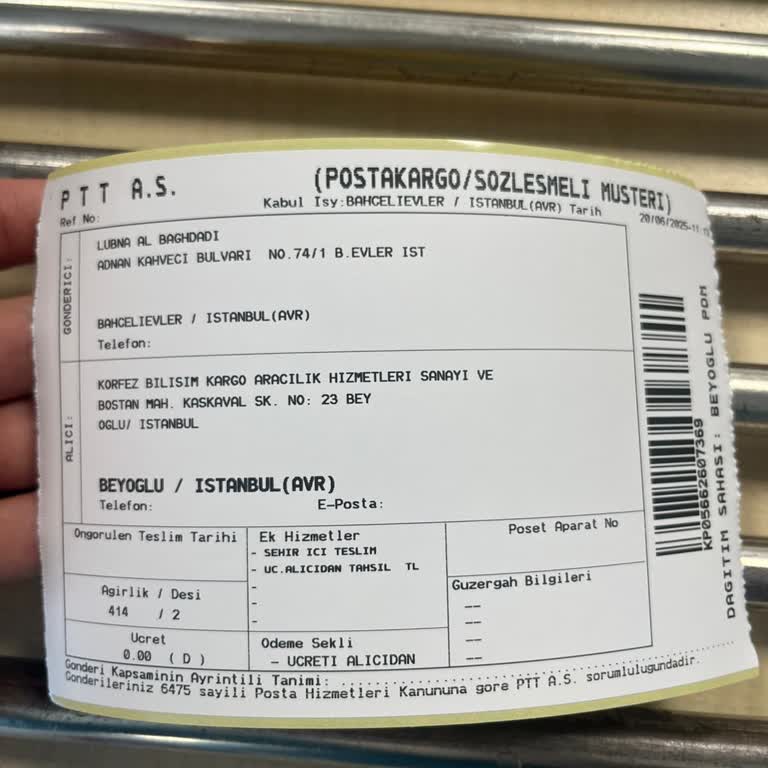 PTT A.S.
(POSTAKARGO/SOZLESMELI MUSTERI)
Ref No:
Kabul Isy:BAHCELIEVLER / ISTANBUL(AVR) Tarih
20/06/2025-11:
GONDERICI:
LUBNA AL BAGHDADI
ADNAN KAHVECI BULVARI NO.74/1 B.EVLER IST
BAHCELIEVLER / ISTANBUL(AVR)
Telefon:
ALICI:
KORFEZ BILISIM KARGO ARACILIK HIZMETLERI SANAYI VE
BOSTAN MAH. KASKAVAL SK. NO: 23 BEY
OGLU/ ISTANBUL
BEYOGLU / ISTANBUL(AVR)
Telefon:
E-Posta:
KP05662607369
DAGITIM SAHASI: BEYOGLU PDM
Ongorulen Teslim Tarihi
Agirlik / Desi
414 / 2
Ucret
0.00 ( D )
Ek Hizmetler
- SEHIR ICI TESLIM
- UC.ALICIDAN TAHSIL TL
-
-
-
Odeme Sekli
- UCRETI ALICIDAN
Poset Aparat No
Guzergah Bilgileri
--
--
--
--
Gonderi Kapsaminin Ayrintili Tanimi: ..........................................
Gonderileriniz 6475 sayili Posta Hizmetleri Kanununa gore PTT A.S. sorumlulugundadir.